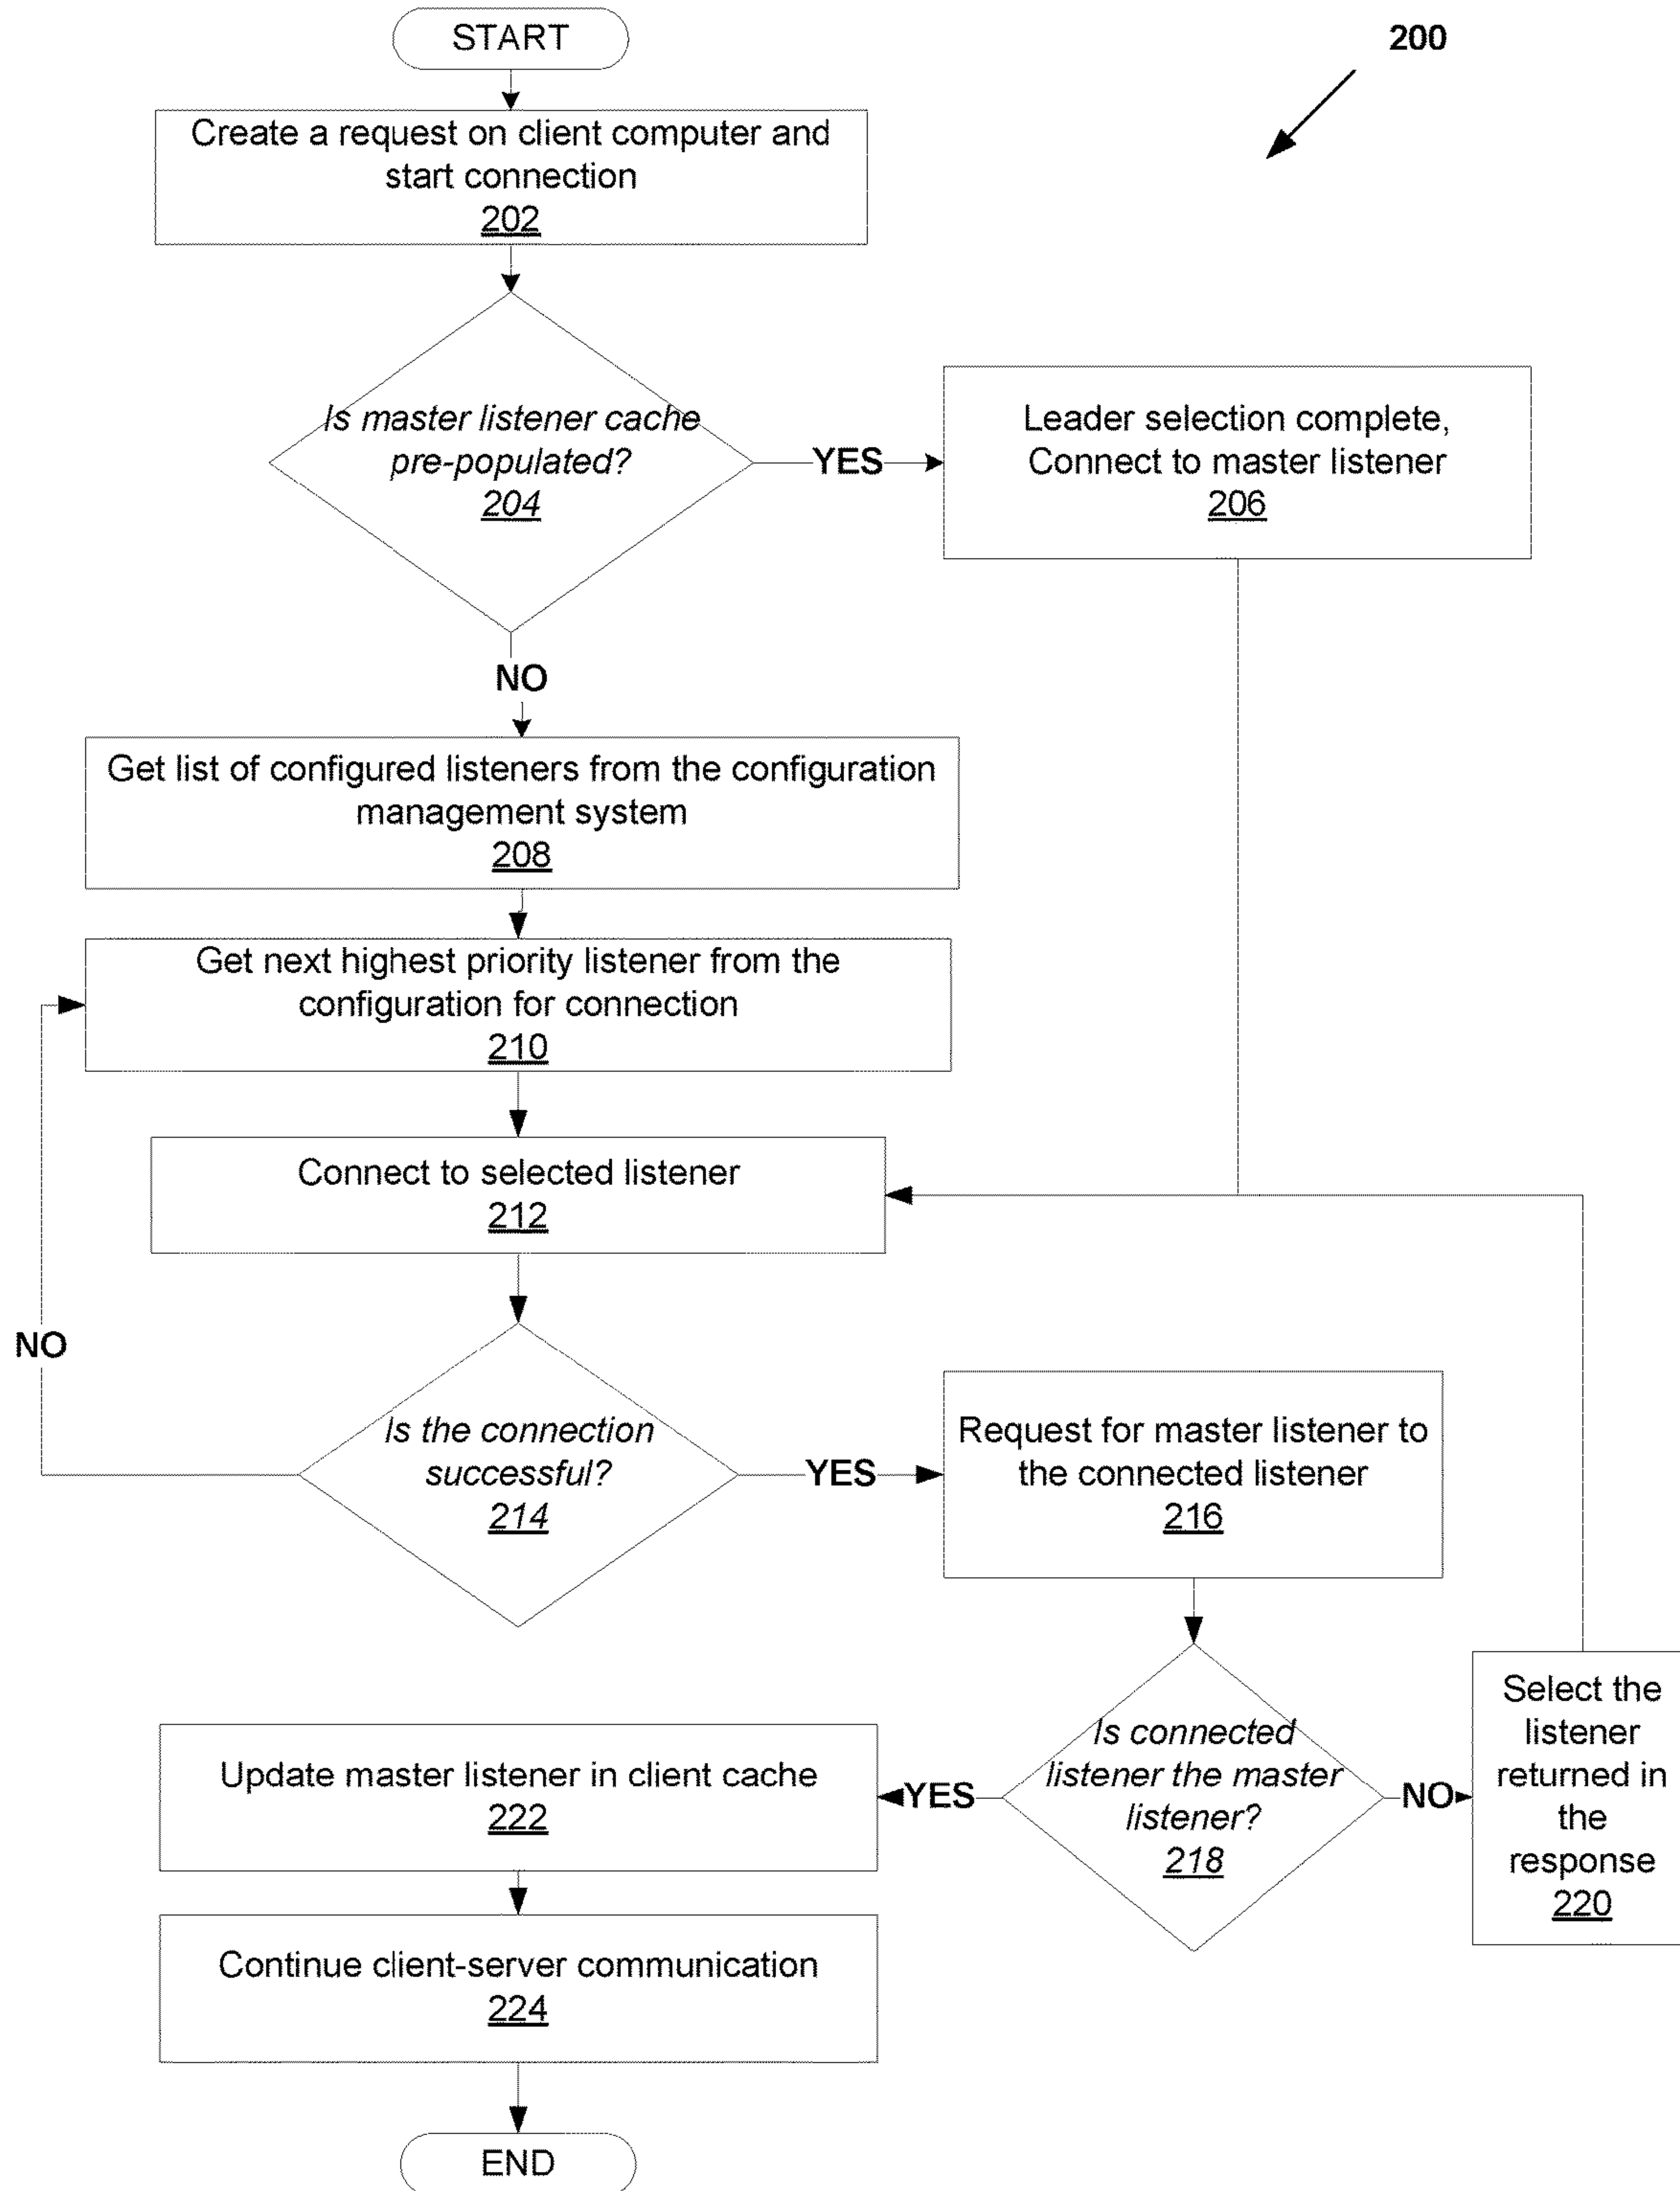 START
200
Create a request on client computer and
start connection
202
Is master listener cache
pre-populated?
204
YES
Leader selection complete,
Connect to master listener
206
NO
Get list of configured listeners from the configuration
management system
208
Get next highest priority listener from the
configuration for connection
210
Connect to selected listener
212
NO
Is the connection
successful?
214
YES
Request for master listener to
the connected listener
216
Is connected
listener the master
listener?
218
NO
Select the
listener
returned in
the
response
220
YES
Update master listener in client cache
222
Continue client-server communication
224
END